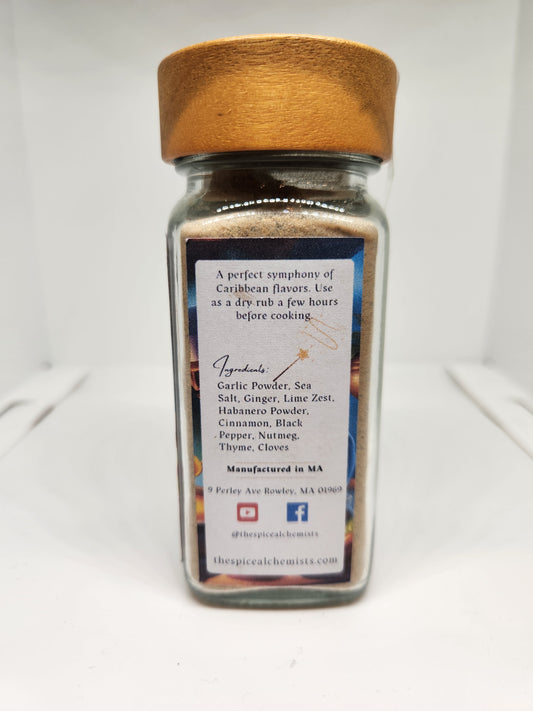 A perfect symphony of
Caribbean flavors. Use
as a dry rub a few hours
before cooking.
Ingredients:
Garlic Powder, Sea
Salt, Ginger, Lime Zest,
Habanero Powder,
Cinnamon, Black
Pepper, Nutmeg,
Thyme, Cloves
Manufactured in MA
9 Perley Ave Rowley, MA 01969
@thespicealchemists
thespicealchemists.com